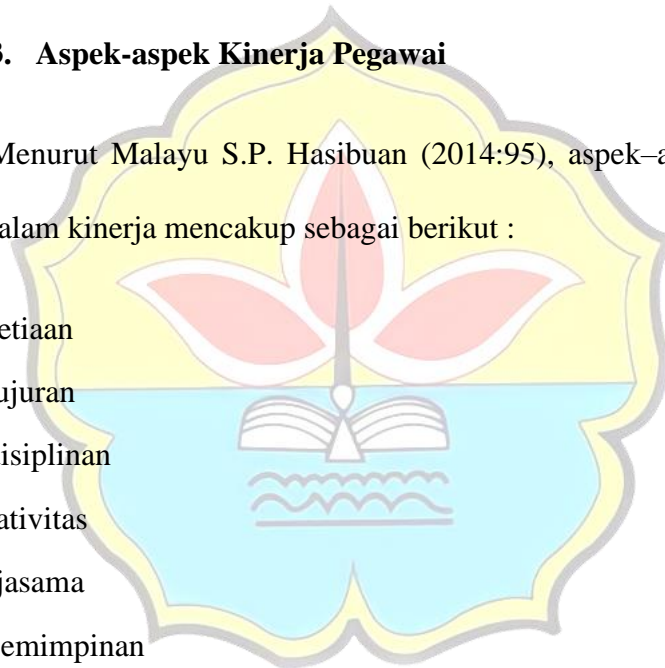 3. Aspek-aspek Kinerja Pegawai
Menurut Malayu S.P. Hasibuan (2014:95), aspek–a
alam kinerja mencakup sebagai berikut :
etiaan
ujuran
isiplinan
ativitas
jasama
emimpinan